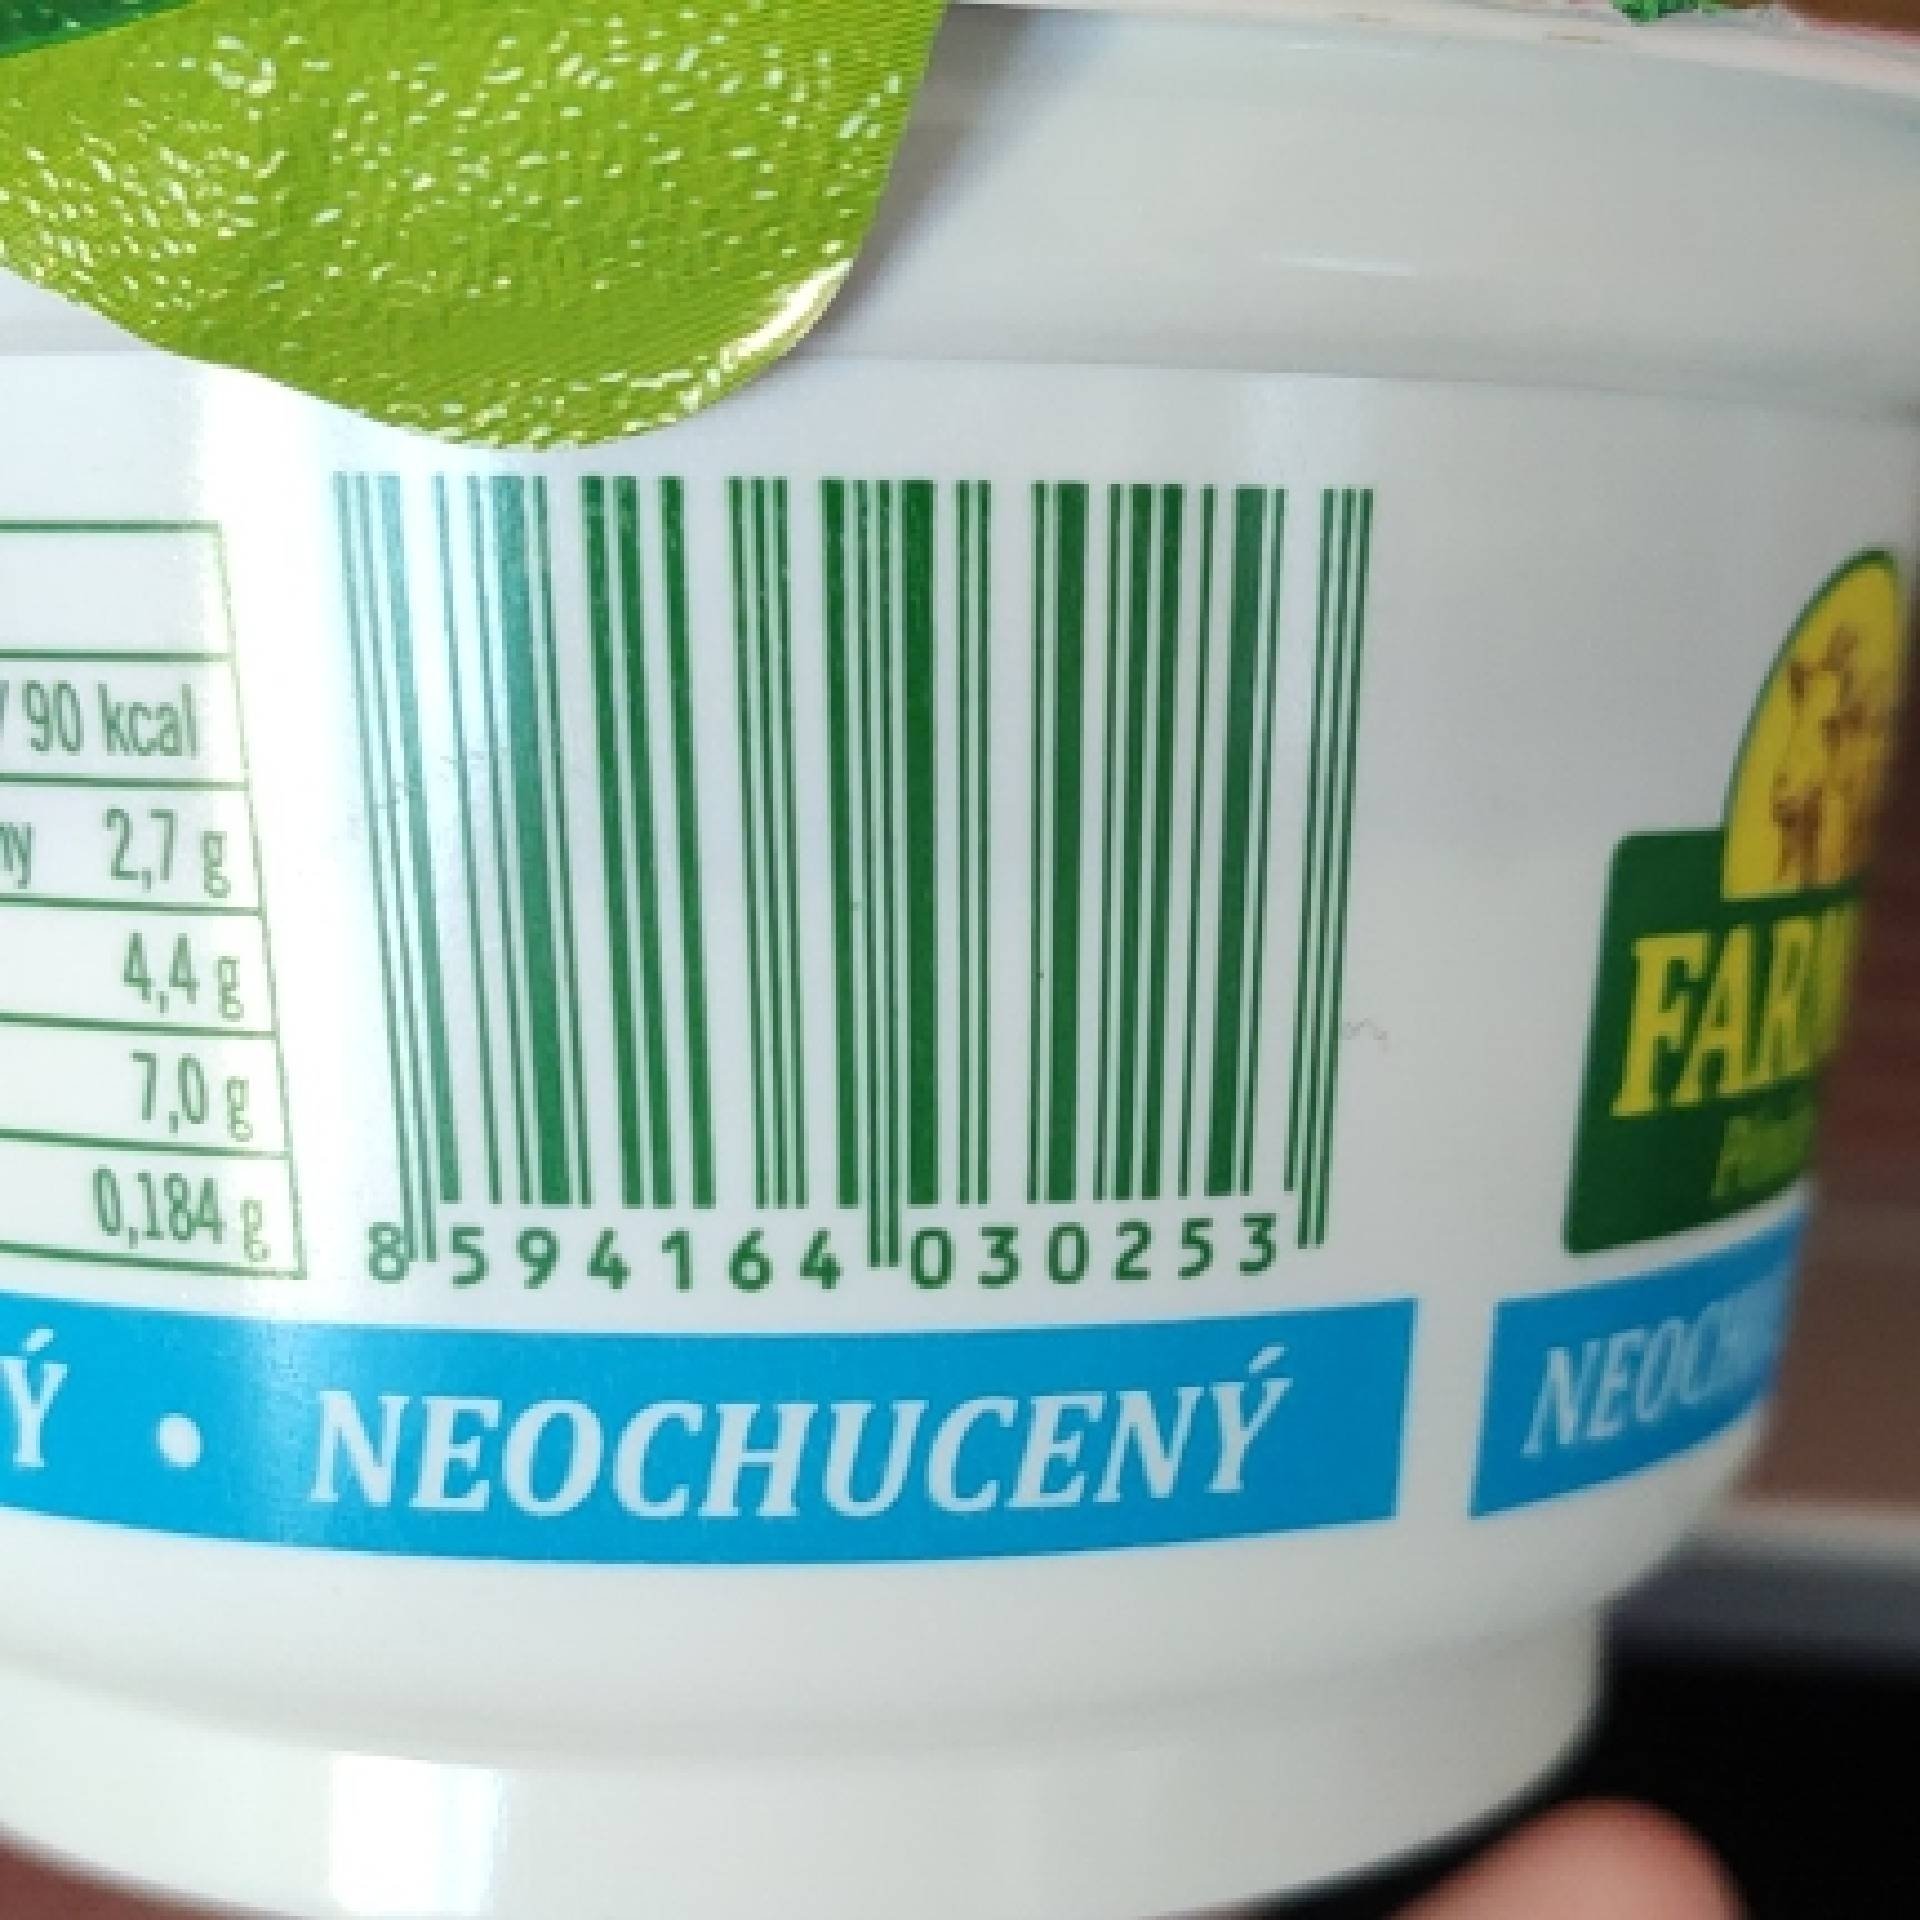 90 kcal
2,7 g
4,4 g
7,0 g
0,184 g
8 594164 030253
NEOCHUCENÝ